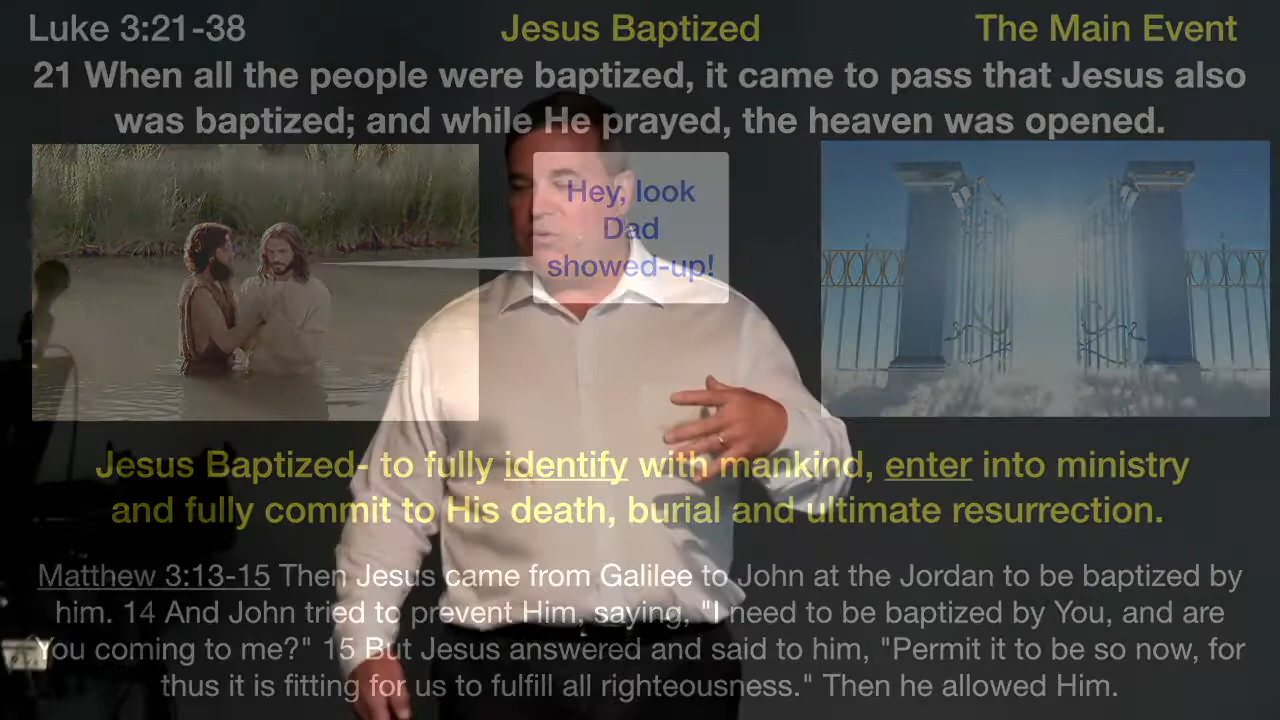 Luke 3:21-38 Jesus Baptized The Main Event
21 When all the people were baptized, it came to pass that Jesus also
was baptized; and while He prayed, the heaven was opened.
Hey, look
Dad
showed-up!
Jesus Baptized- to fully identify with mankind, enter into ministry
and fully commit to His death, burial and ultimate resurrection.
Matthew 3:13-15 Then Jesus came from Galilee to John at the Jordan to be baptized by
him. 14 And John tried to prevent Him, saying, "I need to be baptized by You, and are
You coming to me?" 15 But Jesus answered and said to him, "Permit it to be so now, for
thus it is fitting for us to fulfill all righteousness." Then he allowed Him.